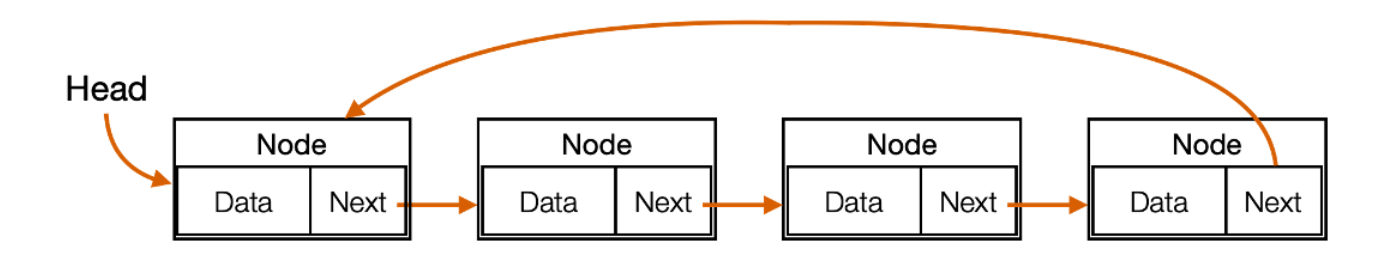 Head
Node Node Node Node
Data Next Data Next Data Next Data Next